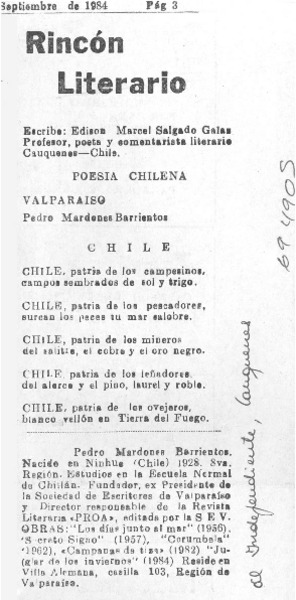 Septiembre de 1984 Pág 3
Rincón
Literario
Escribe: Edison Marcel Salgado Galaz
Profesor, poeta y comentarista literario
Cauquenes—Chile.
POESIA CHILENA
VALPARAISO
Pedro Mardones Barrientos
CHILE
CHILE, patria de los campesinos,
campos sembrados de sol y trigo.
CHILE, patria de los pescadores,
surcan los peces tu mar salobre.
CHILE, patria de los mineros
del salitre, el cobre y el oro negro.
CHILE, patria de los leñadores,
del alerce y el pino, laurel y roble.
CHILE, patria de los ovejeros,
blanco vellón en Tierra del Fuego.
Pedro Mardones Barrientos,
Nacido en Ninhue (Chile) 1928. 8va.
Región. Estudios en la Escuela Normal
de Chillán. Fundador, ex Presidente de
la Sociedad de Escritores de Valparaíso
y Director responsable de la Revista
Literaria «PROA», editada por la S E V.
OBRAS: "Los días junto al mar" (1956),
"Secreto Signo" (1957), "Corumbela"
(1962), «Campanas de tiza» (1982) "Ju-
glar de los inviernos" (1984) Reside en
Villa Alemana, casilla 103, Región de
Valparaíso.
694905
El Independiente, Cauquenes